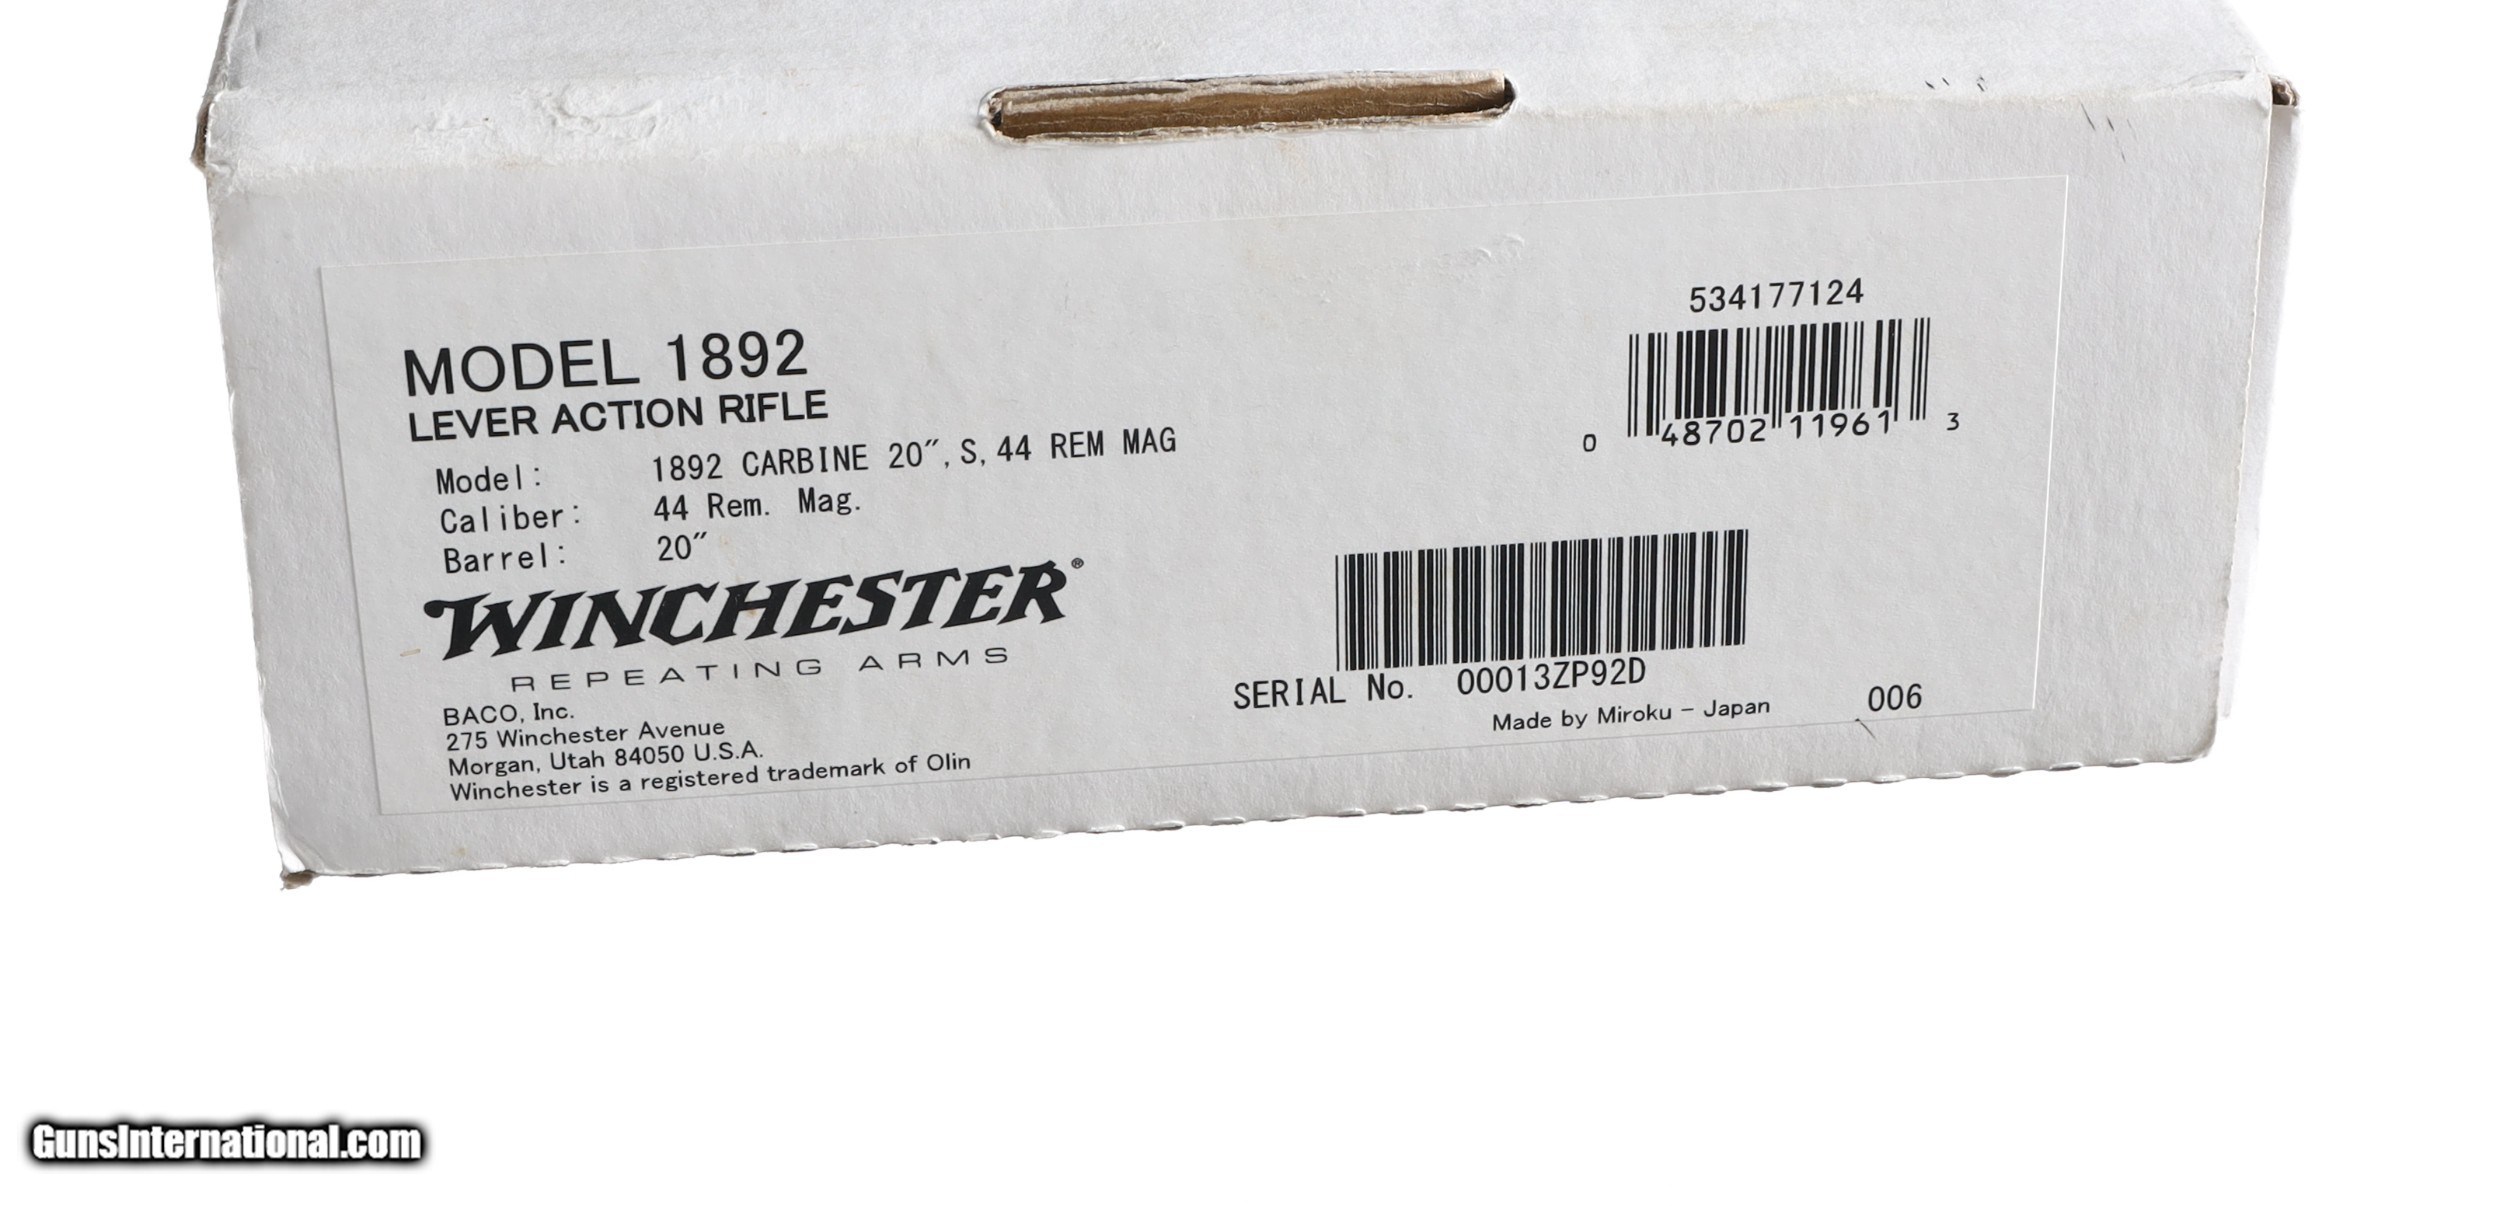 534177124
0 48702 11961 3
MODEL 1892
LEVER ACTION RIFLE
Model: 1892 CARBINE 20", S, 44 REM MAG
Caliber: 44 Rem. Mag.
Barrel: 20"
WINCHESTER®
REPEATING ARMS
BACO, Inc.
275 Winchester Avenue
Morgan, Utah 84050 U.S.A.
Winchester is a registered trademark of Olin
SERIAL No. 00013ZP92D
Made by Miroku - Japan
006
GunsInternational.com